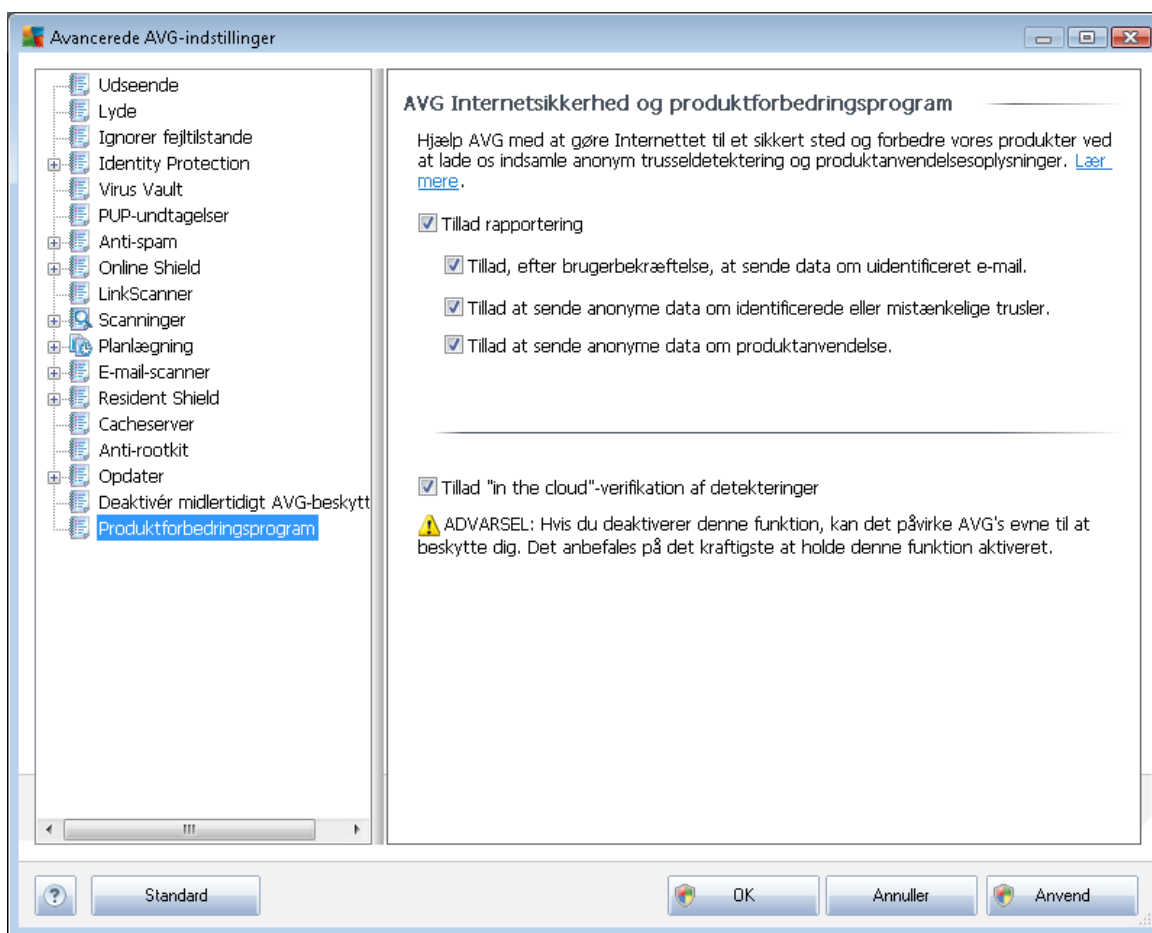 Avancerede AVG-indstillinger
Udseende
Lyde
Ignorer fejltilstande
Identity Protection
Virus Vault
PUP-undtagelser
Anti-spam
Online Shield
LinkScanner
Scanninger
Planlægning
E-mail-scanner
Resident Shield
Cacheserver
Anti-rootkit
Opdater
Deaktivér midlertidigt AVG-beskytt
Produktforbedringsprogram
AVG Internetsikkerhed og produktforbedringsprogram
Hjælp AVG med at gøre Internettet til et sikkert sted og forbedre vores produkter ved
at lade os indsamle anonym trusseldetektering og produktanvendelsesoplysninger. Lær
mere.
Tillad rapportering
Tillad, efter brugerbekræftelse, at sende data om uidentificeret e-mail.
Tillad at sende anonyme data om identificerede eller mistænkelige trusler.
Tillad at sende anonyme data om produktanvendelse.
Tillad "in the cloud"-verifikation af detekteringer
ADVARSEL: Hvis du deaktiverer denne funktion, kan det påvirke AVG's evne til at
beskytte dig. Det anbefales på det kraftigste at holde denne funktion aktiveret.
?
Standard
OK
Annuller
Anvend